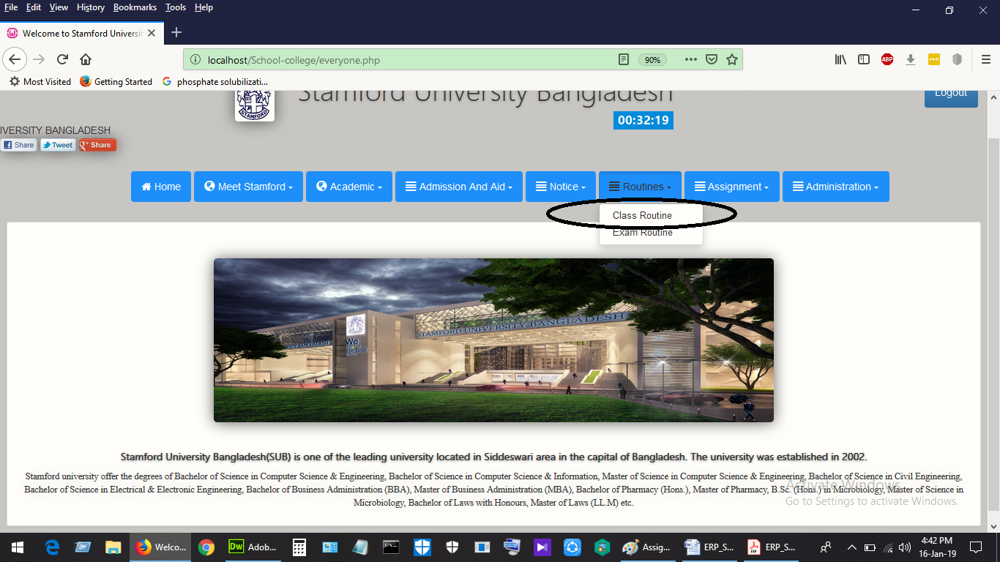 File Edit View History Bookmarks Tools Help
Welcome to Stamford Universit
localhost/School-college/everyone.php
90%
ABP
Most Visited Getting Started G phosphate solubilizati...
STAMFORD
Stamford University Bangladesh
Logout
00:32:19
IVERSITY BANGLADESH
f Share Tweet g+ Share
Home Meet Stamford Academic Admission And Aid Notice Routines Assignment Administration
Class Routine
Exam Routine
STAMFORD UNIVERSITY BANGLADESH
We
Stamford University Bangladesh(SUB) is one of the leading university located in Siddeswari area in the capital of Bangladesh. The university was established in 2002.
Stamford university offer the degrees of Bachelor of Science in Computer Science & Engineering, Bachelor of Science in Computer Science & Information, Master of Science in Computer Science & Engineering, Bachelor of Science in Civil Engineering,
Bachelor of Science in Electrical & Electronic Engineering, Bachelor of Business Administration (BBA), Master of Business Administration (MBA), Bachelor of Pharmacy (Hons.), Master of Pharmacy, B.Sc. (Hons.) in Microbiology, Master of Science in
Microbiology, Bachelor of Laws with Honours, Master of Laws (LL.M) etc.
Activate Windows
Go to Settings to activate Windows.
Welco... Dw Adob... Assig... ERP_S... ERP_S...
4:42 PM
16-Jan-19